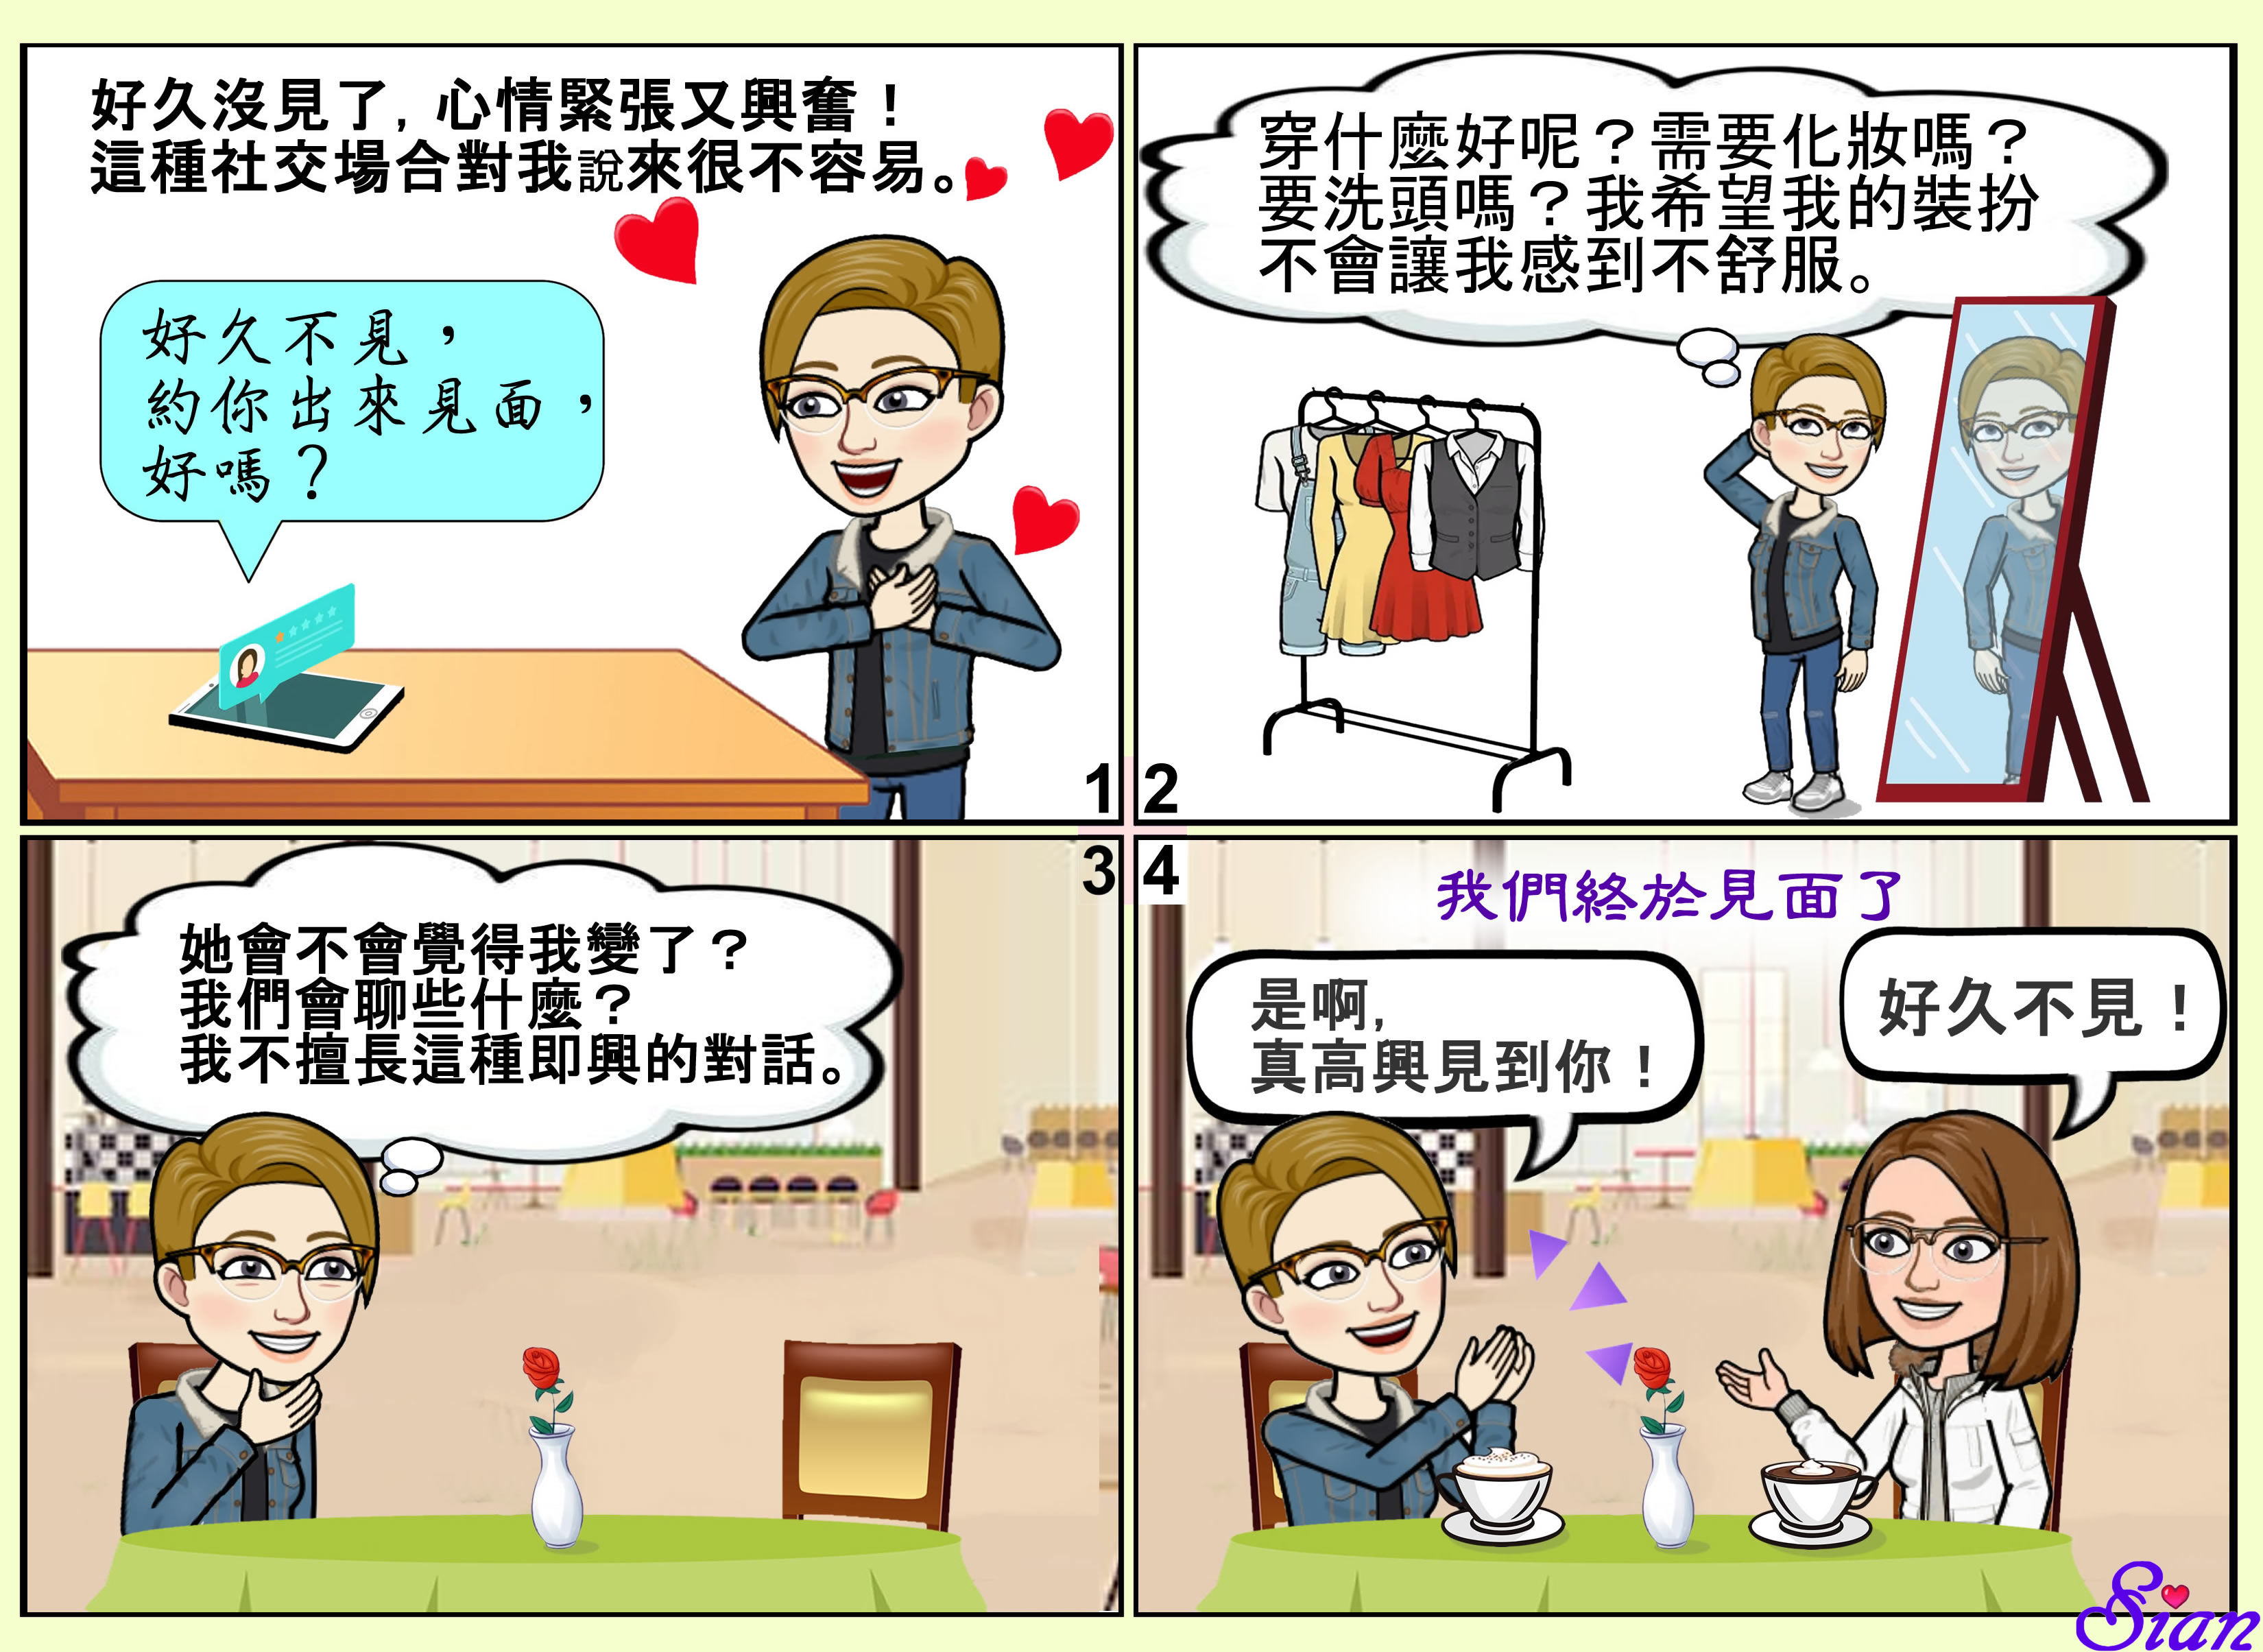 好久沒見了, 心情緊張又興奮！
這種社交場合對我說來很不容易。
好久不見，
約你出來見面，
好嗎？
1
穿什麼好呢？需要化妝嗎？
要洗頭嗎？我希望我的裝扮
不會讓我感到不舒服。
2
3
她會不會覺得我變了？
我們會聊些什麼？
我不擅長這種即興的對話。
4
我們終於見面了
好久不見！
是啊,
真高興見到你！
Sian